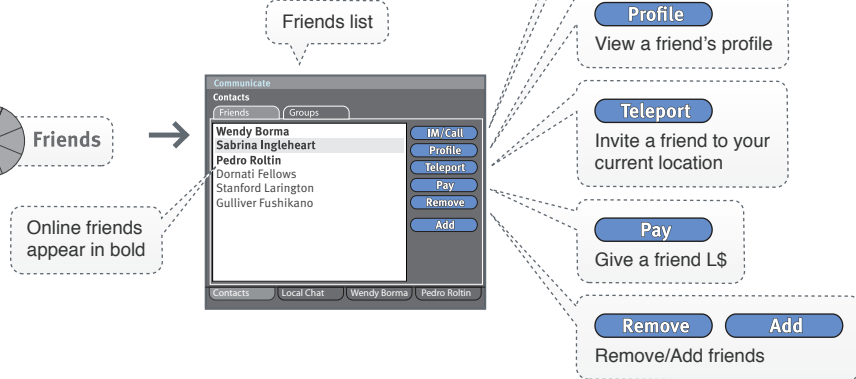 Friends list
Friends
Online friends
appear in bold
Communicate
Contacts
Friends Groups
Wendy Borma
Sabrina Ingleheart
Pedro Roltin
Dornati Fellows
Stanford Larington
Gulliver Fushikano
IM/Call
Profile
Teleport
Pay
Remove
Add
Contacts Local Chat Wendy Borma Pedro Roltin
Profile
View a friend's profile
Teleport
Invite a friend to your
current location
Pay
Give a friend L$
Remove Add
Remove/Add friends